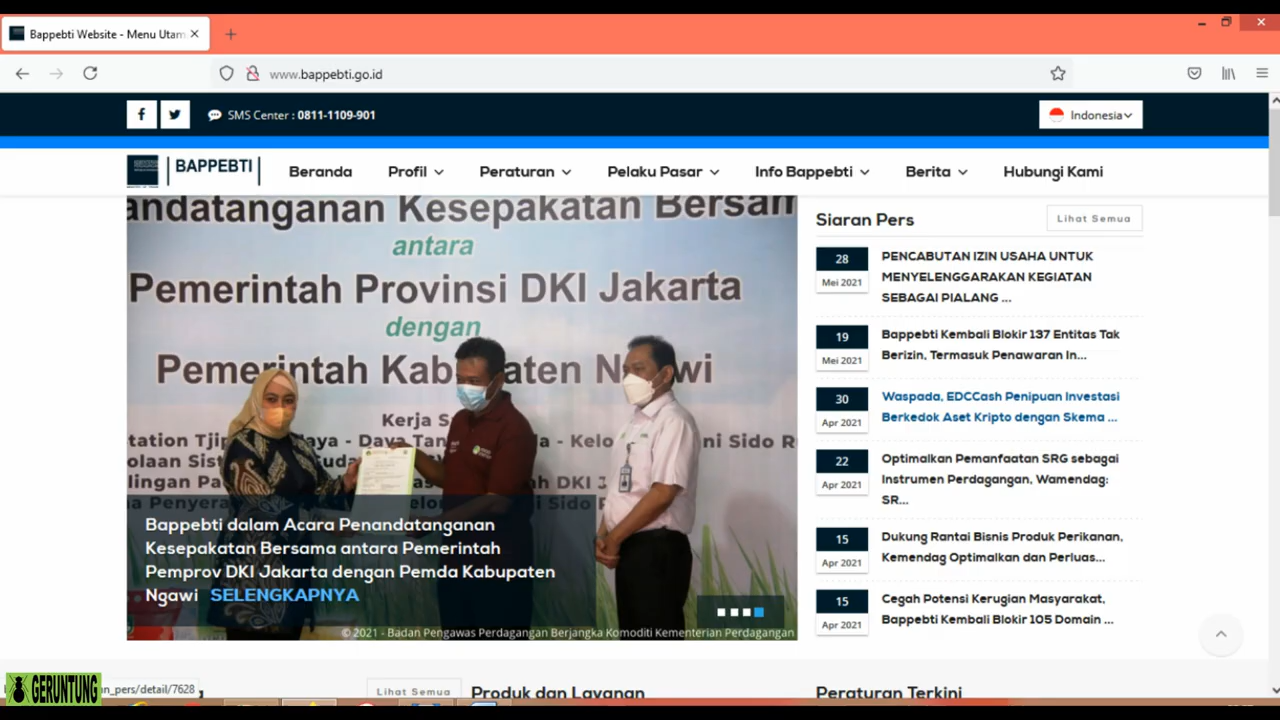 Bappebti Website - Menu Utam
www.bappebti.go.id
SMS Center : 0811-1109-901
Indonesia
BAPPEBTI
Beranda
Profil
Peraturan
Pelaku Pasar
Info Bappebti
Berita
Hubungi Kami
andatanganan Kesepakatan Bersam
antara
Pemerintah Provinsi DKI Jakarta
dengan
Pemerintah Kab aten N wi
Kerja S
Bappebti dalam Acara Penandatanganan
Kesepakatan Bersama antara Pemerintah
Pemprov DKI Jakarta dengan Pemda Kabupaten
Ngawi SELENGKAPNYA
© 2021 - Badan Pengawas Perdagangan Berjangka Komoditi Kementerian Perdagangan
Siaran Pers
Lihat Semua
28
Mei 2021
PENCABUTAN IZIN USAHA UNTUK
MENYELENGGARAKAN KEGIATAN
SEBAGAI PIALANG ...
19
Mei 2021
Bappebti Kembali Blokir 137 Entitas Tak
Berizin, Termasuk Penawaran In...
30
Apr 2021
Waspada, EDCCash Penipuan Investasi
Berkedok Aset Kripto dengan Skema ...
22
Apr 2021
Optimalkan Pemanfaatan SRG sebagai
Instrumen Perdagangan, Wamendag:
SR...
15
Apr 2021
Dukung Rantai Bisnis Produk Perikanan,
Kemendag Optimalkan dan Perluas...
15
Apr 2021
Cegah Potensi Kerugian Masyarakat,
Bappebti Kembali Blokir 105 Domain ...
n_pers/detail/7628
GERUNTUNG
Lihat Semua
Produk dan Layanan
Peraturan Terkini